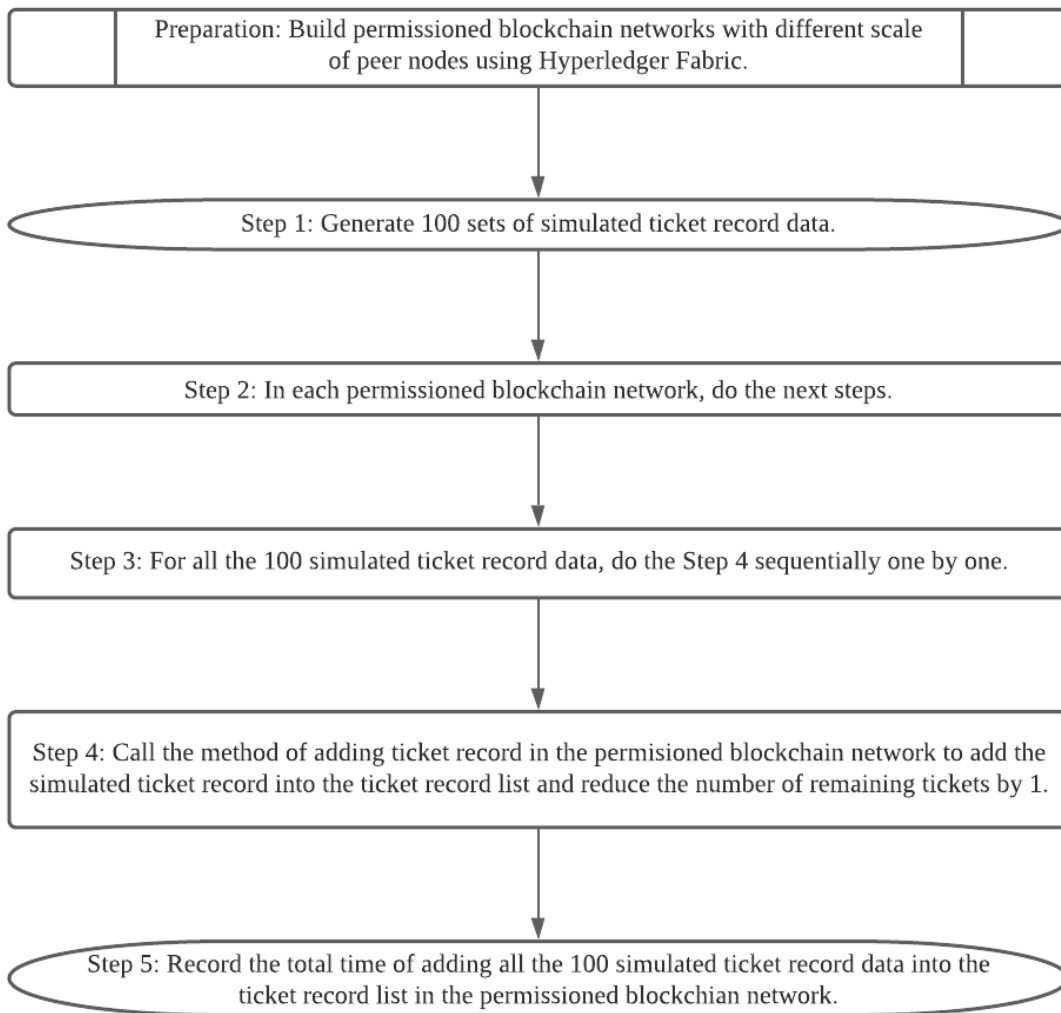 Preparation: Build permissioned blockchain networks with different scale
of peer nodes using Hyperledger Fabric.
Step 1: Generate 100 sets of simulated ticket record data.
Step 2: In each permissioned blockchain network, do the next steps.
Step 3: For all the 100 simulated ticket record data, do the Step 4 sequentially one by one.
Step 4: Call the method of adding ticket record in the permisioned blockchain network to add the
simulated ticket record into the ticket record list and reduce the number of remaining tickets by 1.
Step 5: Record the total time of adding all the 100 simulated ticket record data into the
ticket record list in the permissioned blockchian network.